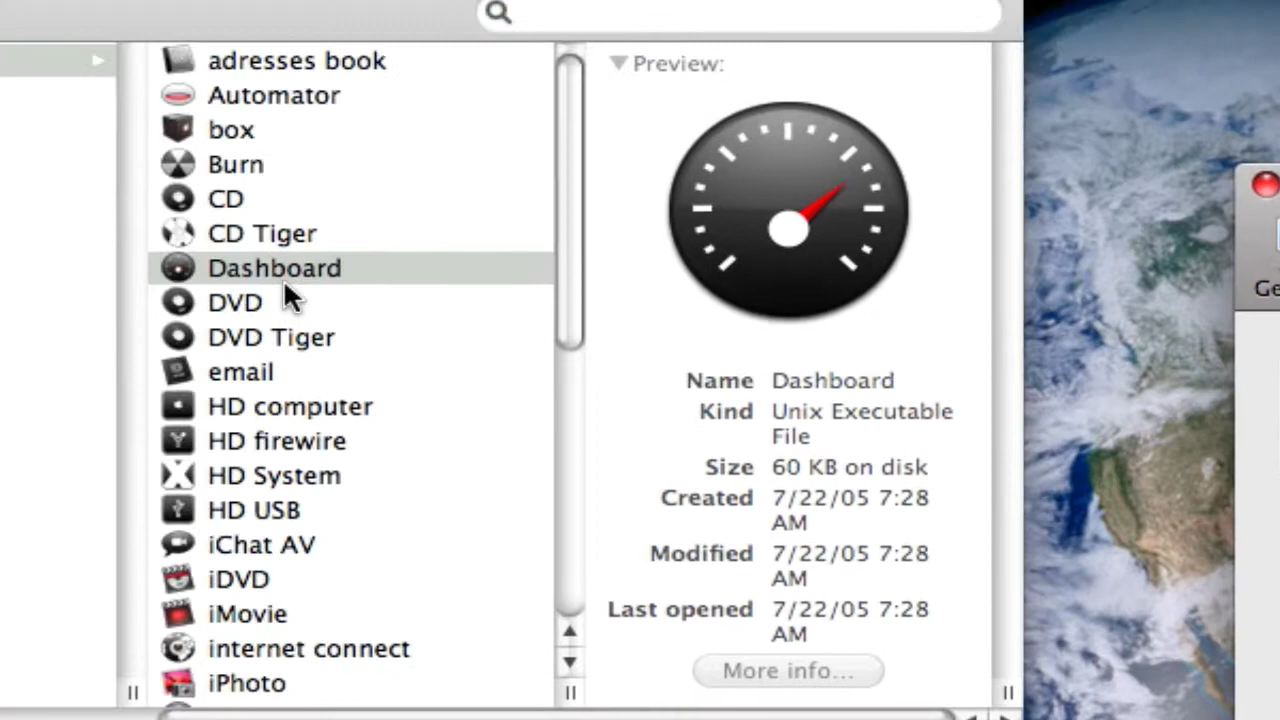 adresses book
Automator
box
Burn
CD
CD Tiger
Dashboard
DVD
DVD Tiger
email
HD computer
HD firewire
HD System
HD USB
iChat AV
iDVD
iMovie
internet connect
iPhoto
Preview:
Name Dashboard
Kind Unix Executable
File
Size 60 KB on disk
Created 7/22/05 7:28
AM
Modified 7/22/05 7:28
AM
Last opened 7/22/05 7:28
AM
More info...
Ge